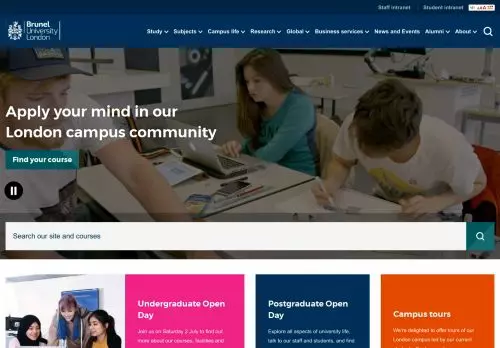 Staff intranet
Student intranet
Brunel
University
London
Study
Subjects
Campus life
Research
Global
Business services
News and Events
Alumni
About
Apply your mind in our
London campus community
Find your course
Search our site and courses
Undergraduate Open
Day
Join us on Saturday 2 July to find out
more about our courses, facilities and
Postgraduate Open
Day
Explore all aspects of university life,
talk to our staff and students, and find
Campus tours
We're delighted to offer tours of our
London campus led by our current